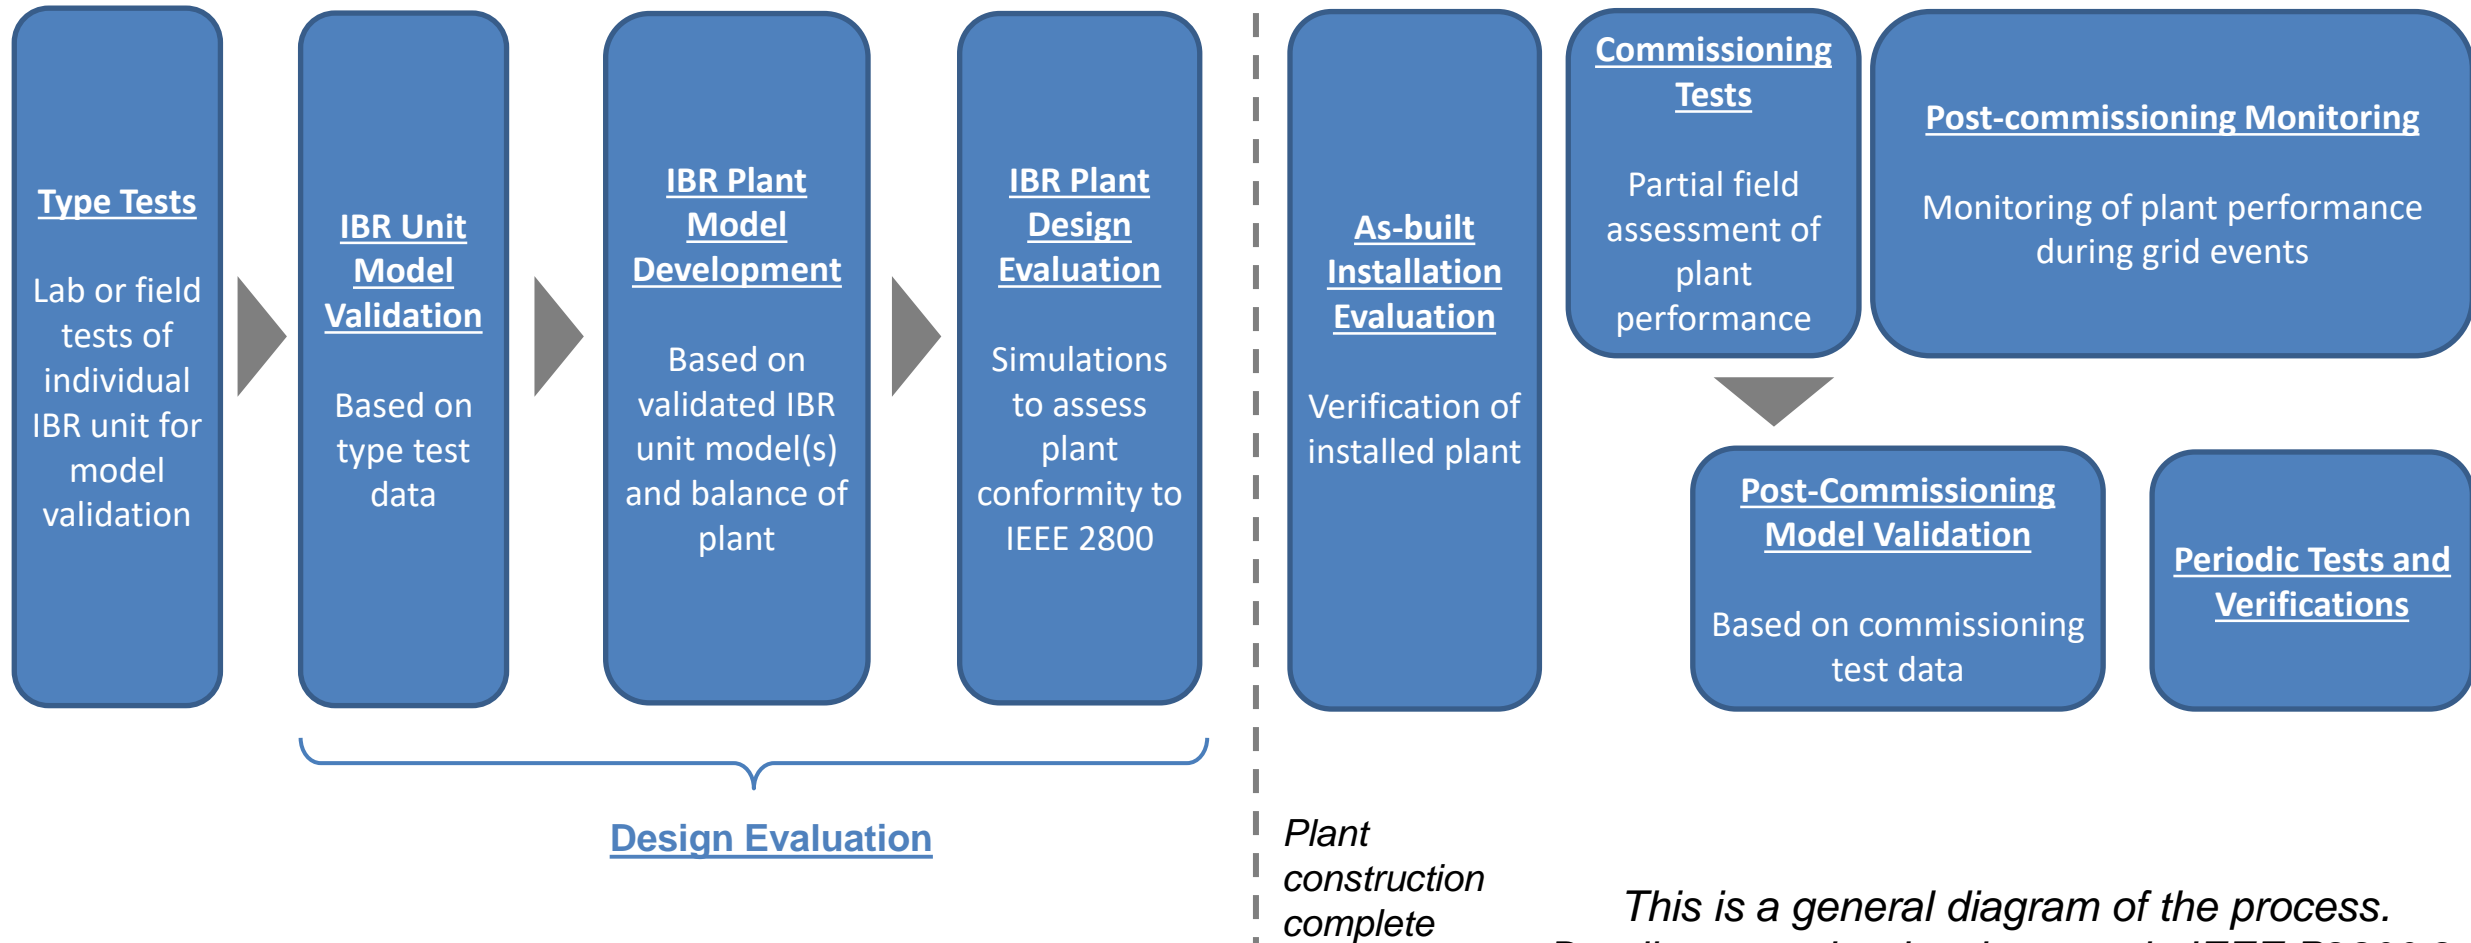 Type Tests
Lab or field
tests of
individual
IBR unit for
model
validation
IBR Unit
Model
Validation
Based on
type test
data
IBR Plant
Model
Development
Based on
validated IBR
unit model(s)
and balance of
plant
IBR Plant
Design
Evaluation
Simulations
to assess
plant
conformity to
IEEE 2800
Design Evaluation
As-built
Installation
Evaluation
Verification of
installed plant
Commissioning
Tests
Partial field
assessment of
plant
performance
Post-commissioning Monitoring
Monitoring of plant performance
during grid events
Post-Commissioning
Model Validation
Based on commissioning
test data
Periodic Tests and
Verifications
Plant
construction
complete
This is a general diagram of the process.